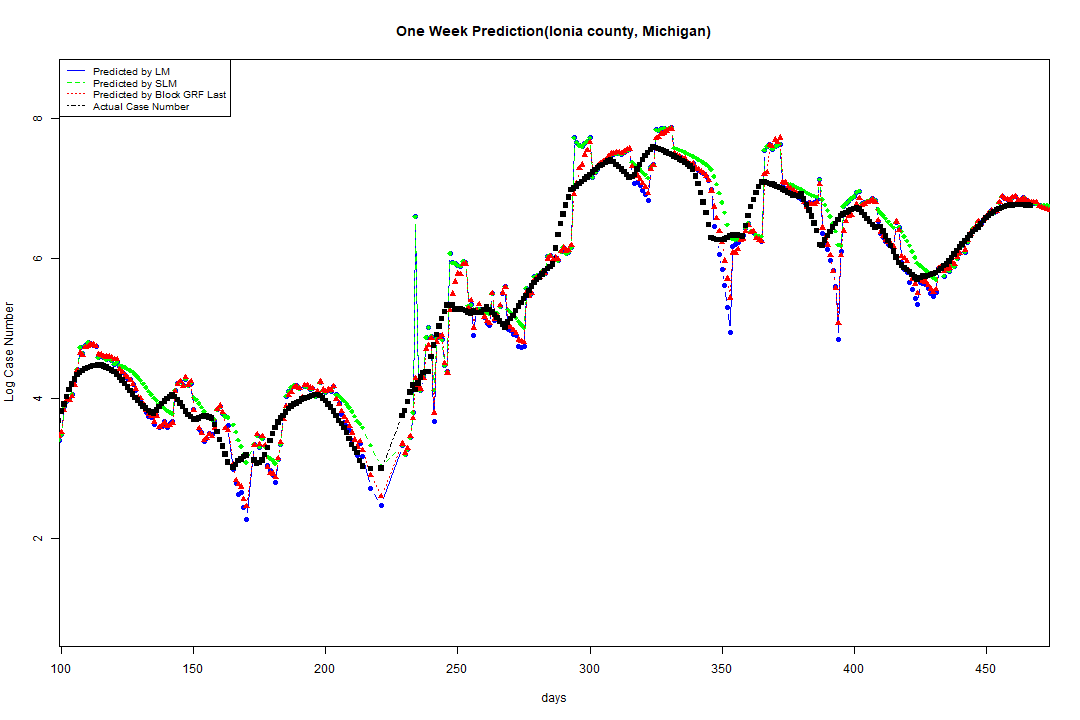 One Week Prediction(Ionia county, Michigan)
Predicted by LM
Predicted by SLM
Predicted by Block GRF Last
Actual Case Number
8
6
4
2
Log Case Number
100 150 200 250 300 350 400 450
days